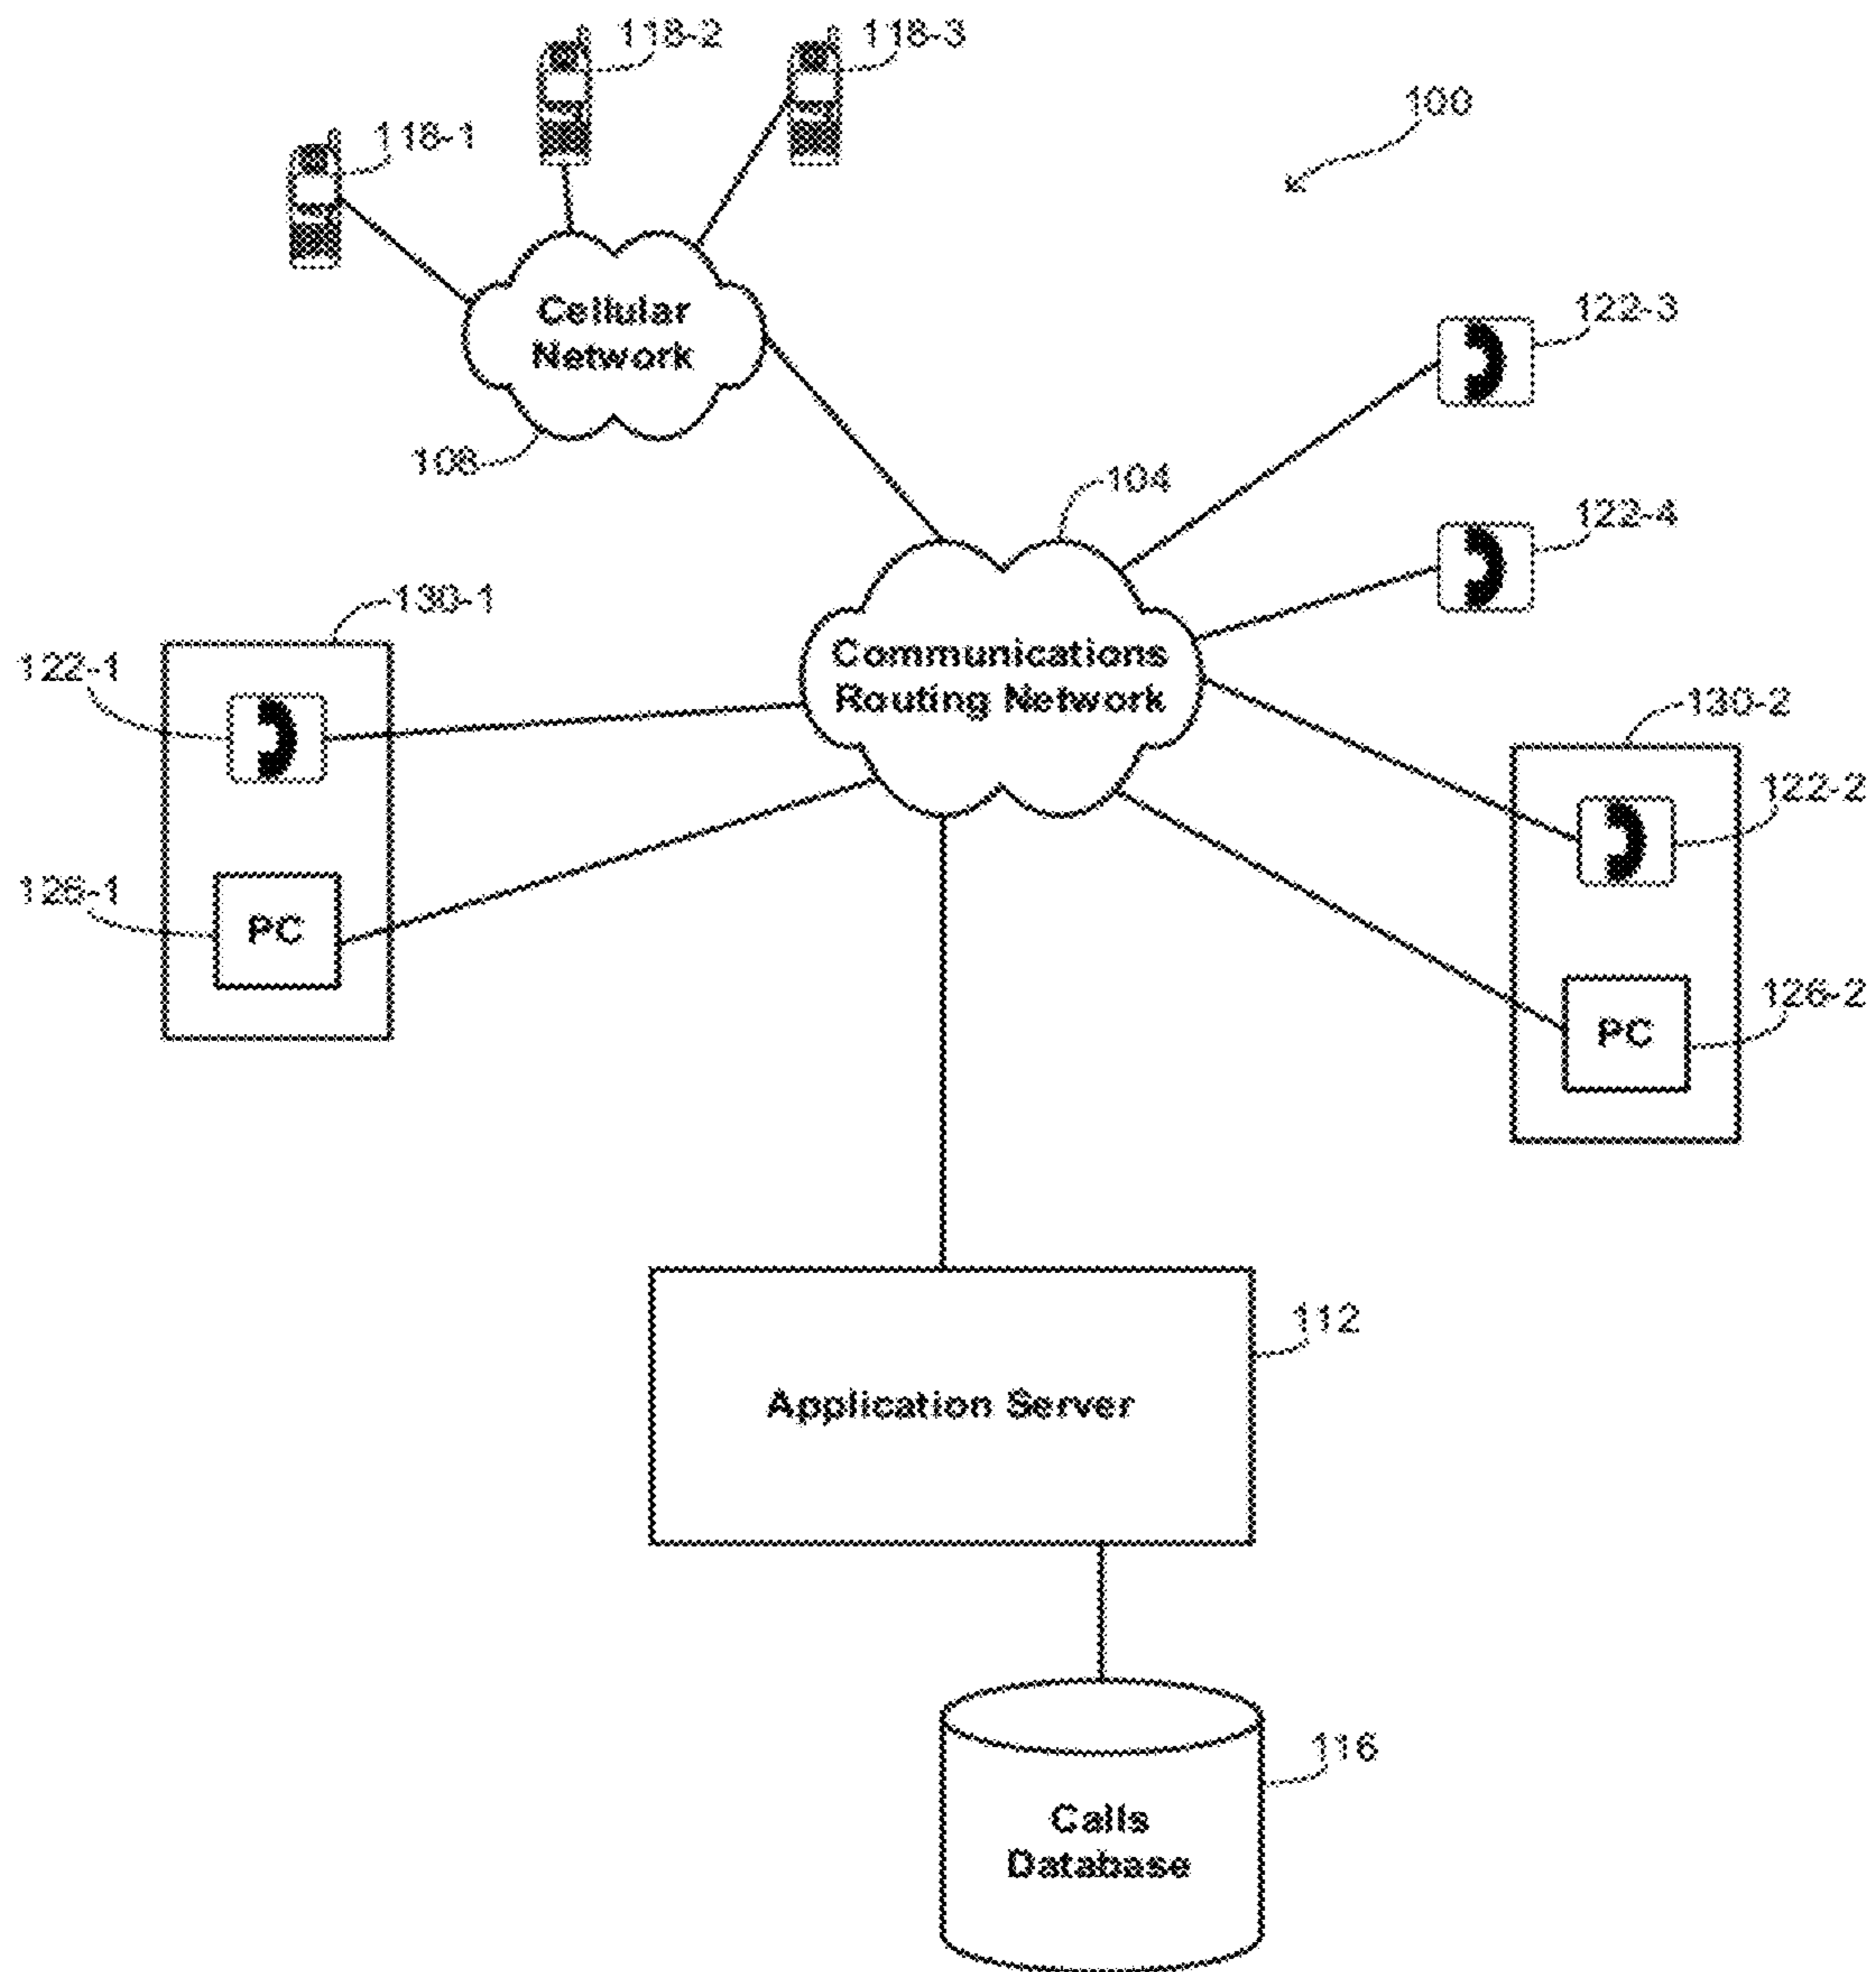 118-2
118-3
118-1
100
Cellular
Network
122-3
108
104
122-4
130-1
Communications
Routing Network
122-1
130-2
122-2
126-1
PC
126-2
PC
112
Application Server
116
Calls
Database